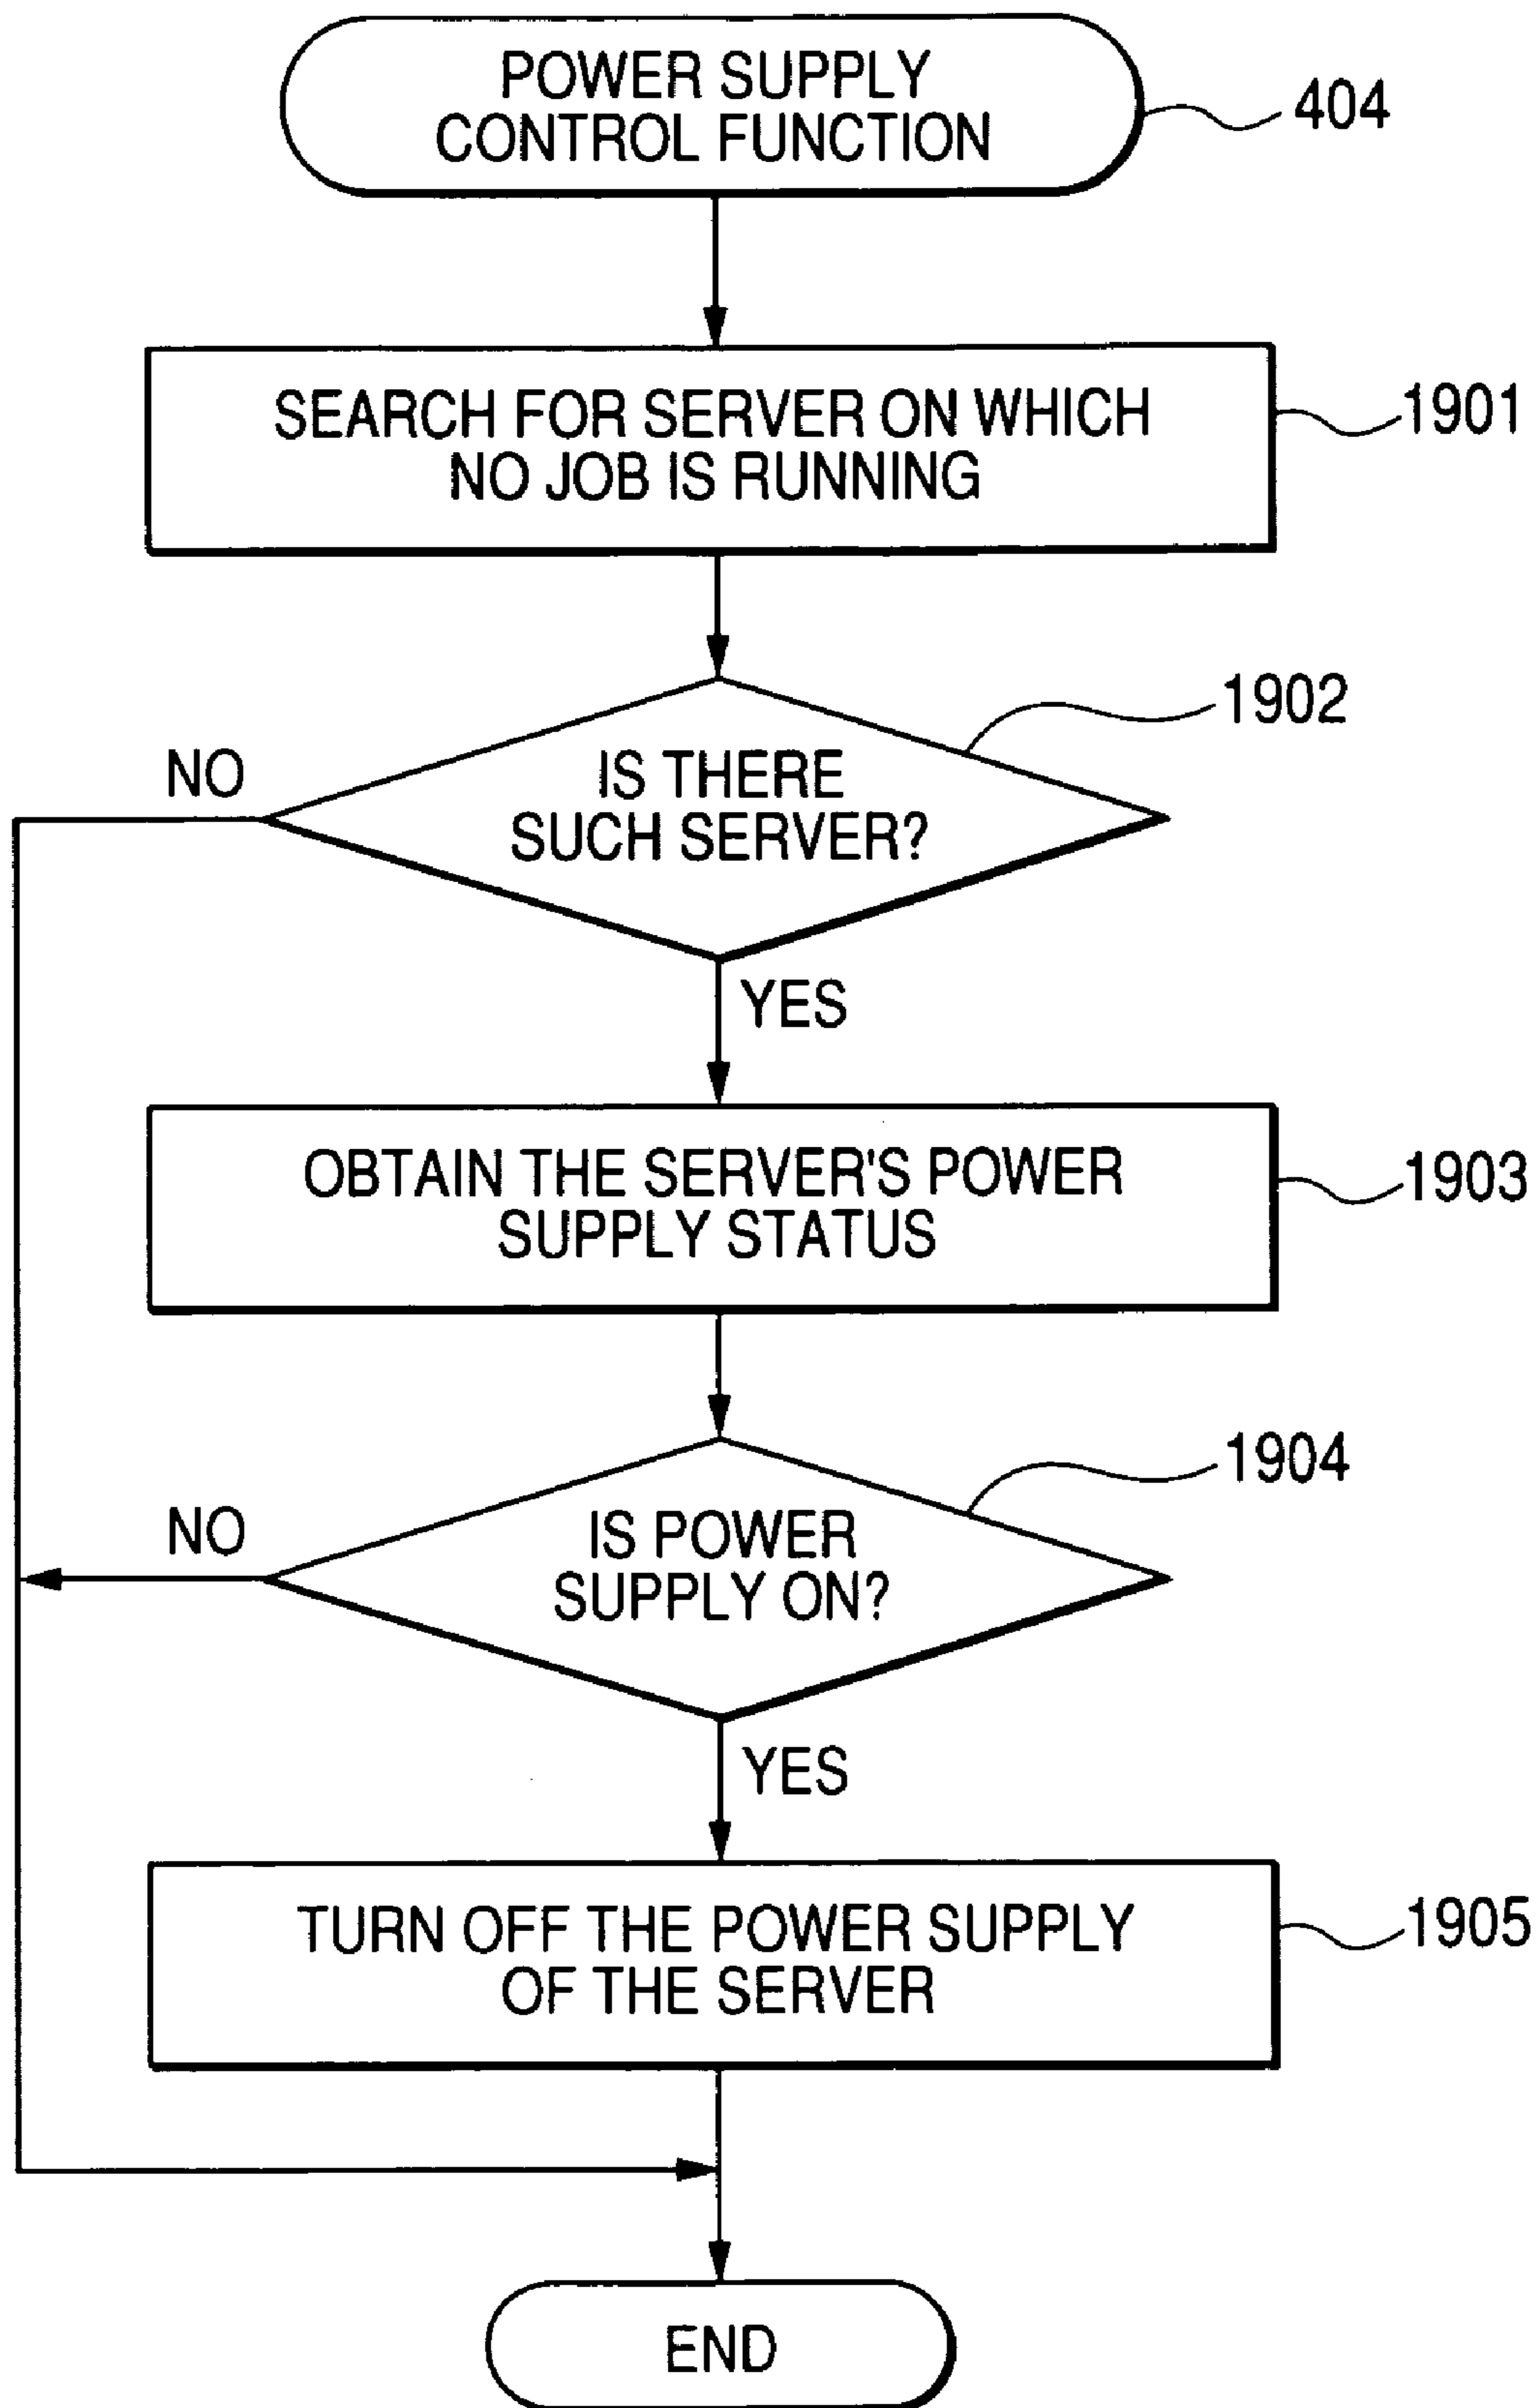 POWER SUPPLY
CONTROL FUNCTION
404
SEARCH FOR SERVER ON WHICH
NO JOB IS RUNNING
1901
1902
NO
IS THERE
SUCH SERVER?
YES
OBTAIN THE SERVER'S POWER
SUPPLY STATUS
1903
1904
NO
IS POWER
SUPPLY ON?
YES
TURN OFF THE POWER SUPPLY
OF THE SERVER
1905
END